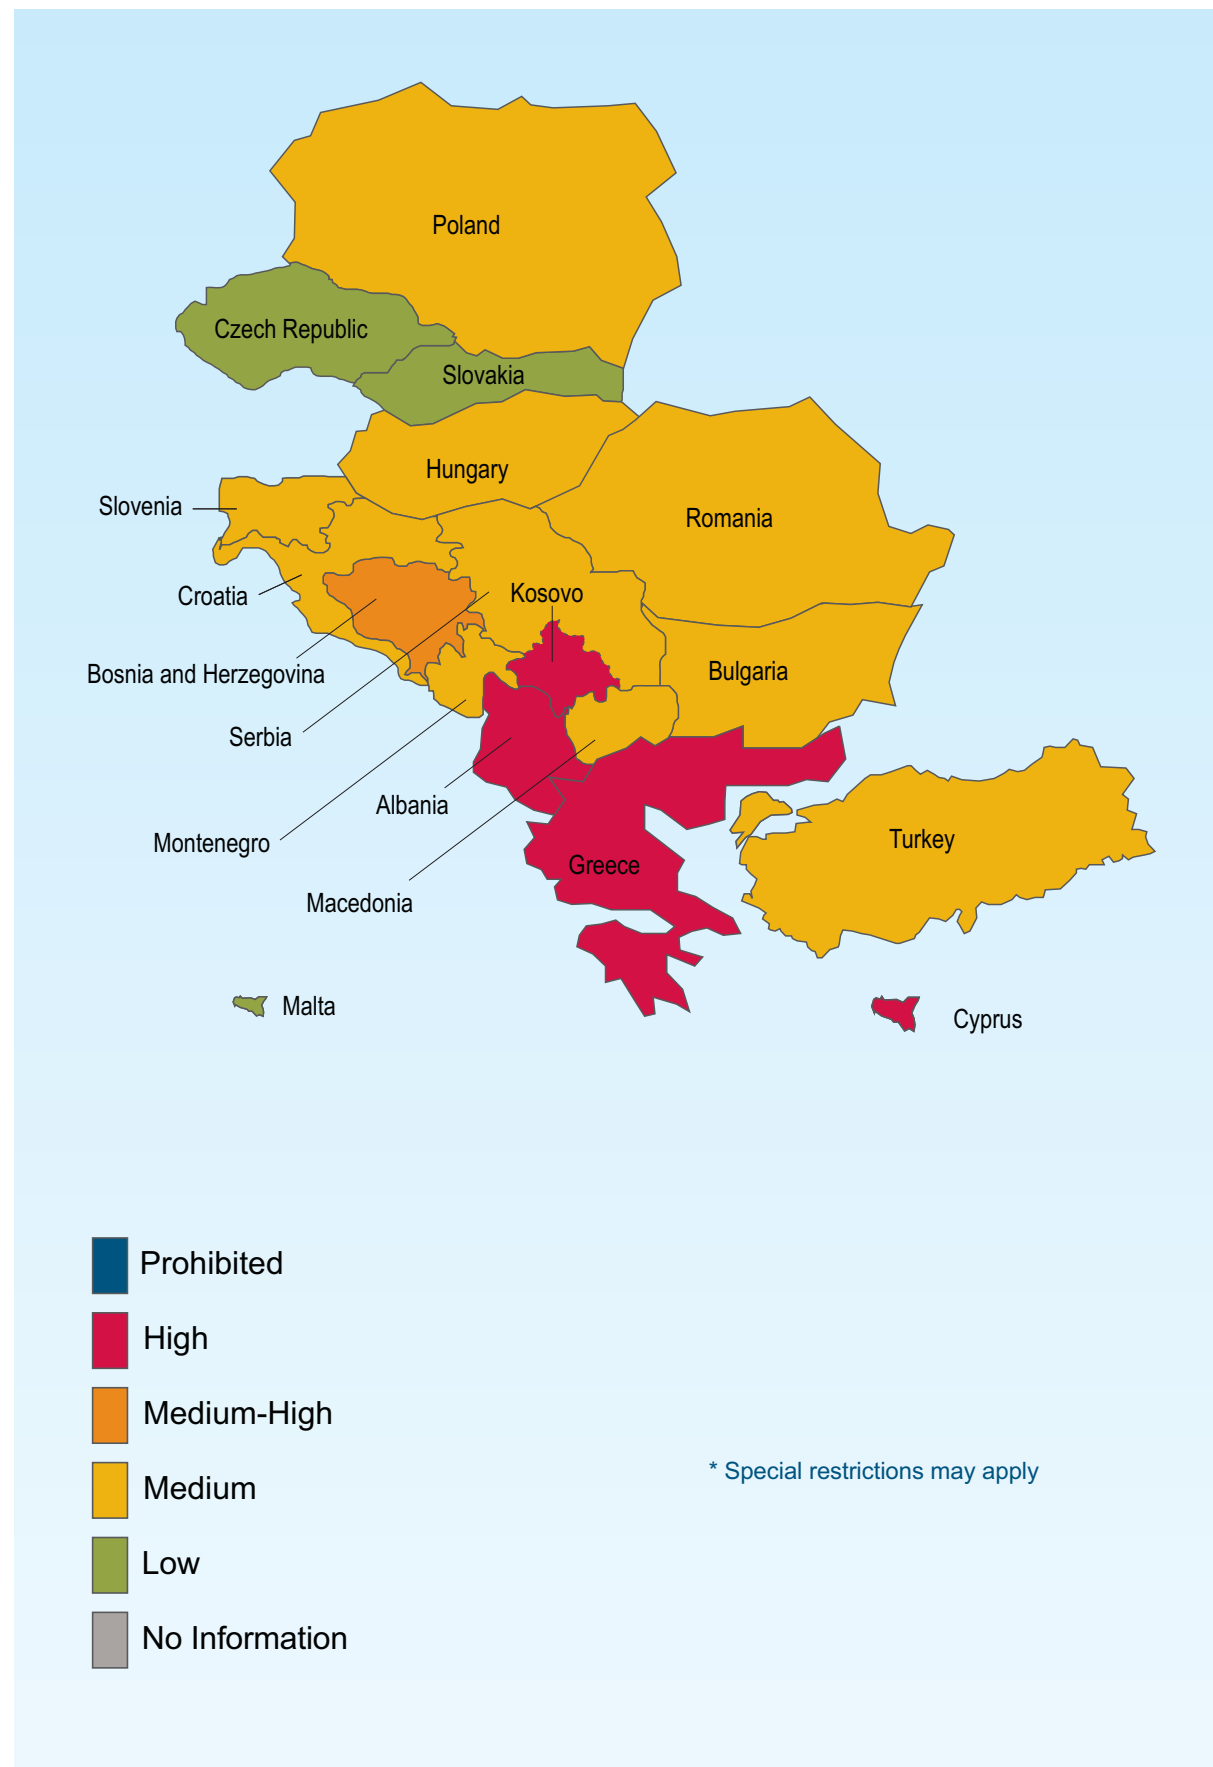 Poland
Czech Republic
Slovakia
Hungary
Slovenia
Romania
Croatia
Kosovo
Bosnia and Herzegovina
Bulgaria
Serbia
Albania
Montenegro
Turkey
Greece
Macedonia
Malta
Cyprus
Prohibited
High
Medium-High
Medium
* Special restrictions may apply
Low
No Information